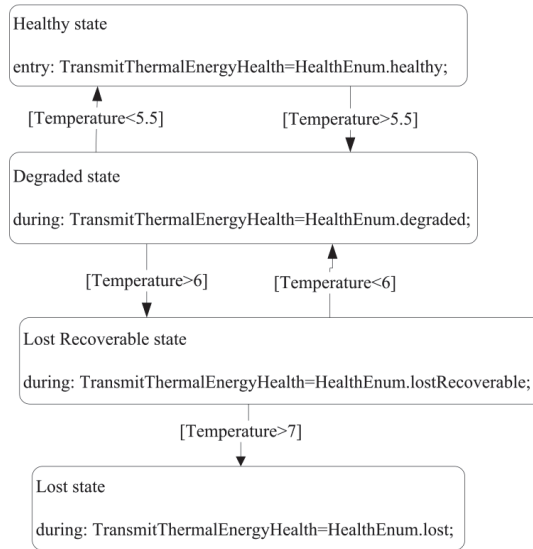 Healthy state
entry: TransmitThermalEnergyHealth=HealthEnum.healthy;
[Temperature<5.5]
[Temperature>5.5]
Degraded state
during: TransmitThermalEnergyHealth=HealthEnum.degraded;
[Temperature>6]
[Temperature<6]
Lost Recoverable state
during: TransmitThermalEnergyHealth=HealthEnum.lostRecoverable;
[Temperature>7]
Lost state
during: TransmitThermalEnergyHealth=HealthEnum.lost;